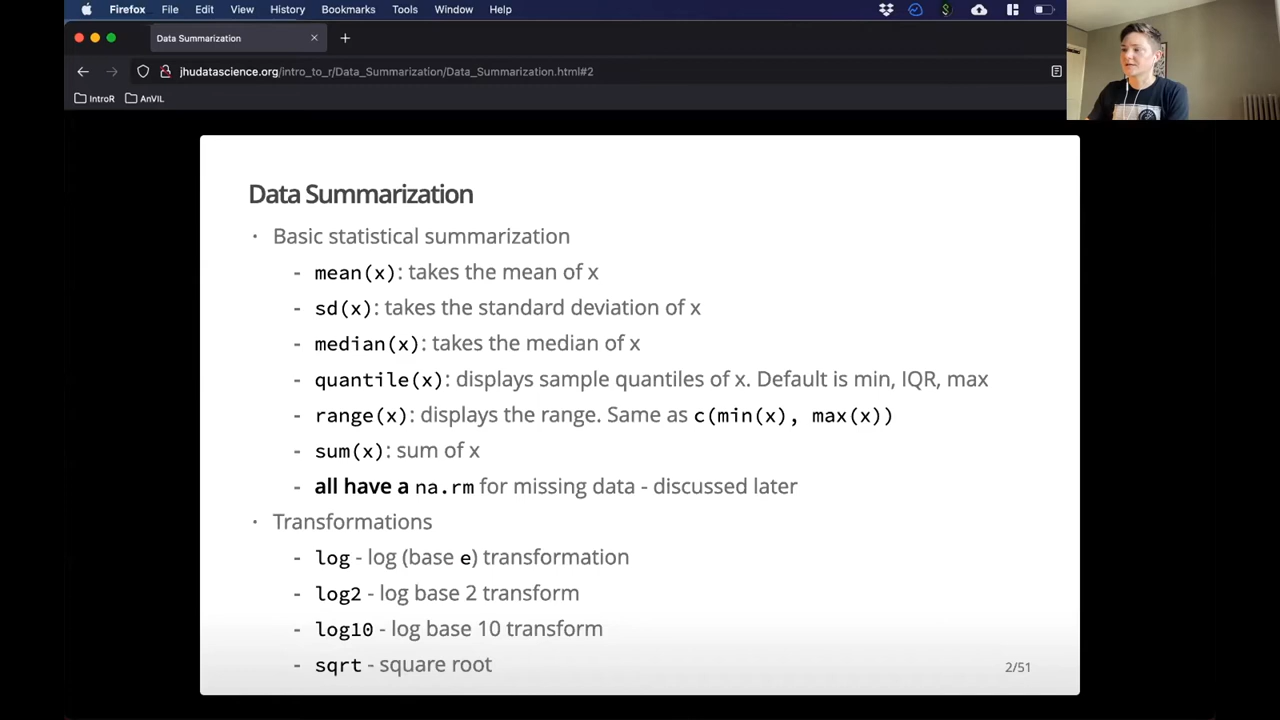 Firefox File Edit View History Bookmarks Tools Window Help
Data Summarization
jhudatascience.org/intro_to_r/Data_Summarization/Data_Summarization.html#2
IntroR AnVIL
Data Summarization
· Basic statistical summarization
- mean(x): takes the mean of x
- sd(x): takes the standard deviation of x
- median(x): takes the median of x
- quantile(x): displays sample quantiles of x. Default is min, IQR, max
- range(x): displays the range. Same as c(min(x), max(x))
- sum(x): sum of x
- all have a na.rm for missing data - discussed later
· Transformations
- log - log (base e) transformation
- log2 - log base 2 transform
- log10 - log base 10 transform
- sqrt - square root
2/51